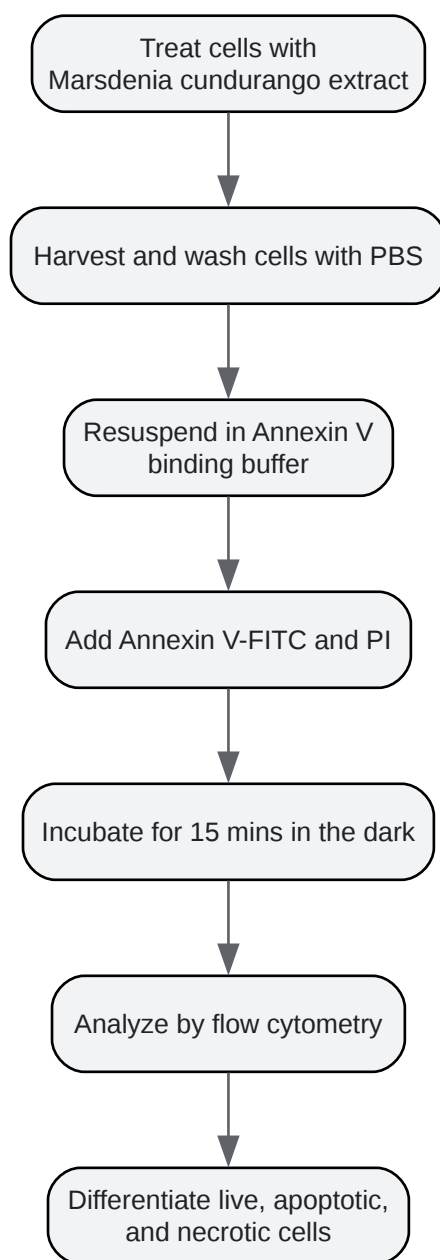 Treat cells with
Marsdenia cundurango extract
Harvest and wash cells with PBS
Resuspend in Annexin V
binding buffer
Add Annexin V-FITC and PI
Incubate for 15 mins in the dark
Analyze by flow cytometry
Differentiate live, apoptotic,
and necrotic cells